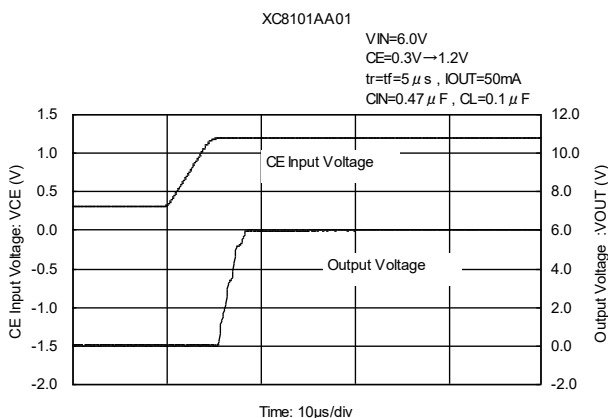 XC8101AA01
VIN=6.0V
CE=0.3V→1.2V
tr=tf=5μs , IOUT=50mA
CIN=0.47μF , CL=0.1μF
CE Input Voltage: VCE (V)
1.5
1.0
0.5
0.0
-0.5
-1.0
-1.5
-2.0
CE Input Voltage
Output Voltage
12.0
10.0
8.0
6.0
4.0
2.0
0.0
-2.0
Output Voltage :VOUT (V)
Time: 10μs/div